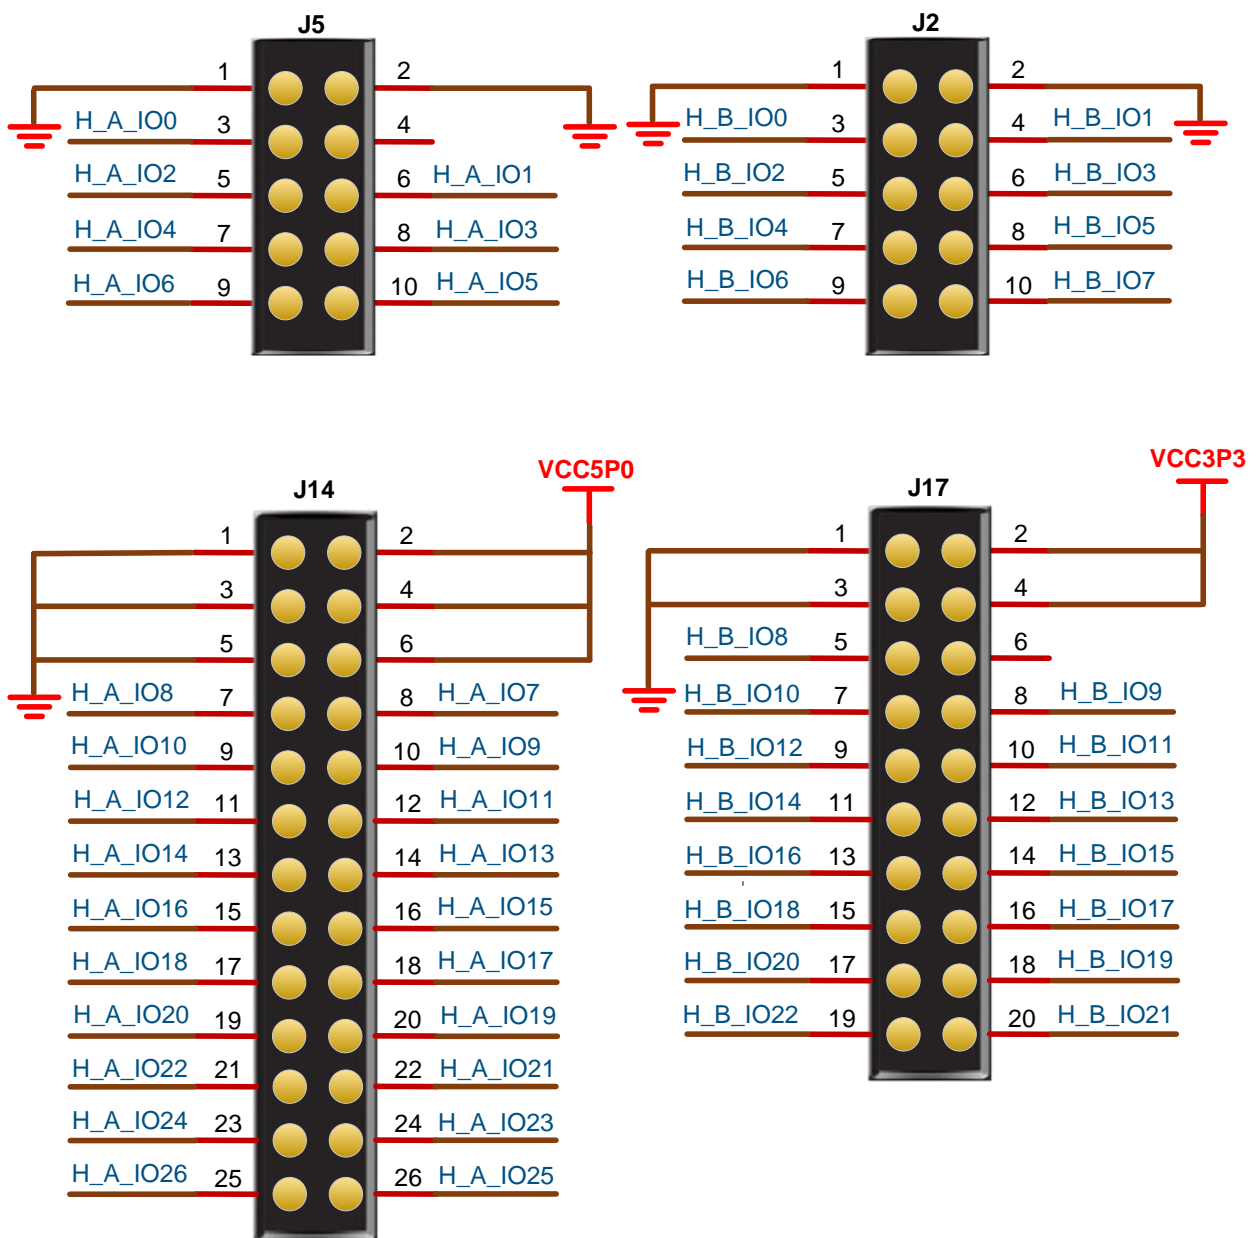 J5
1 2
H_A_IO0 3 4
H_A_IO2 5 6 H_A_IO1
H_A_IO4 7 8 H_A_IO3
H_A_IO6 9 10 H_A_IO5
J2
1 2
H_B_IO0 3 4 H_B_IO1
H_B_IO2 5 6 H_B_IO3
H_B_IO4 7 8 H_B_IO5
H_B_IO6 9 10 H_B_IO7
VCC5P0
J14
1 2
3 4
5 6
H_A_IO8 7 8 H_A_IO7
H_A_IO10 9 10 H_A_IO9
H_A_IO12 11 12 H_A_IO11
H_A_IO14 13 14 H_A_IO13
H_A_IO16 15 16 H_A_IO15
H_A_IO18 17 18 H_A_IO17
H_A_IO20 19 20 H_A_IO19
H_A_IO22 21 22 H_A_IO21
H_A_IO24 23 24 H_A_IO23
H_A_IO26 25 26 H_A_IO25
VCC3P3
J17
1 2
3 4
H_B_IO8 5 6
H_B_IO10 7 8 H_B_IO9
H_B_IO12 9 10 H_B_IO11
H_B_IO14 11 12 H_B_IO13
H_B_IO16 13 14 H_B_IO15
H_B_IO18 15 16 H_B_IO17
H_B_IO20 17 18 H_B_IO19
H_B_IO22 19 20 H_B_IO21